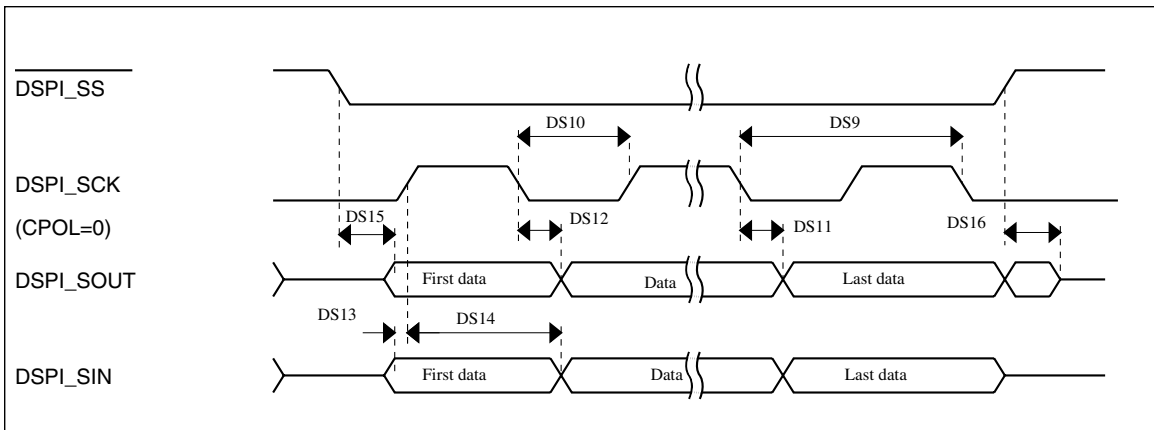 DSPI_SS
DS10
DS9
DSPI_SCK
(CPOL=0)
DS15
DS12
DS11
DS16
DSPI_SOUT
First data
Data
Last data
DS13
DS14
DSPI_SIN
First data
Data
Last data